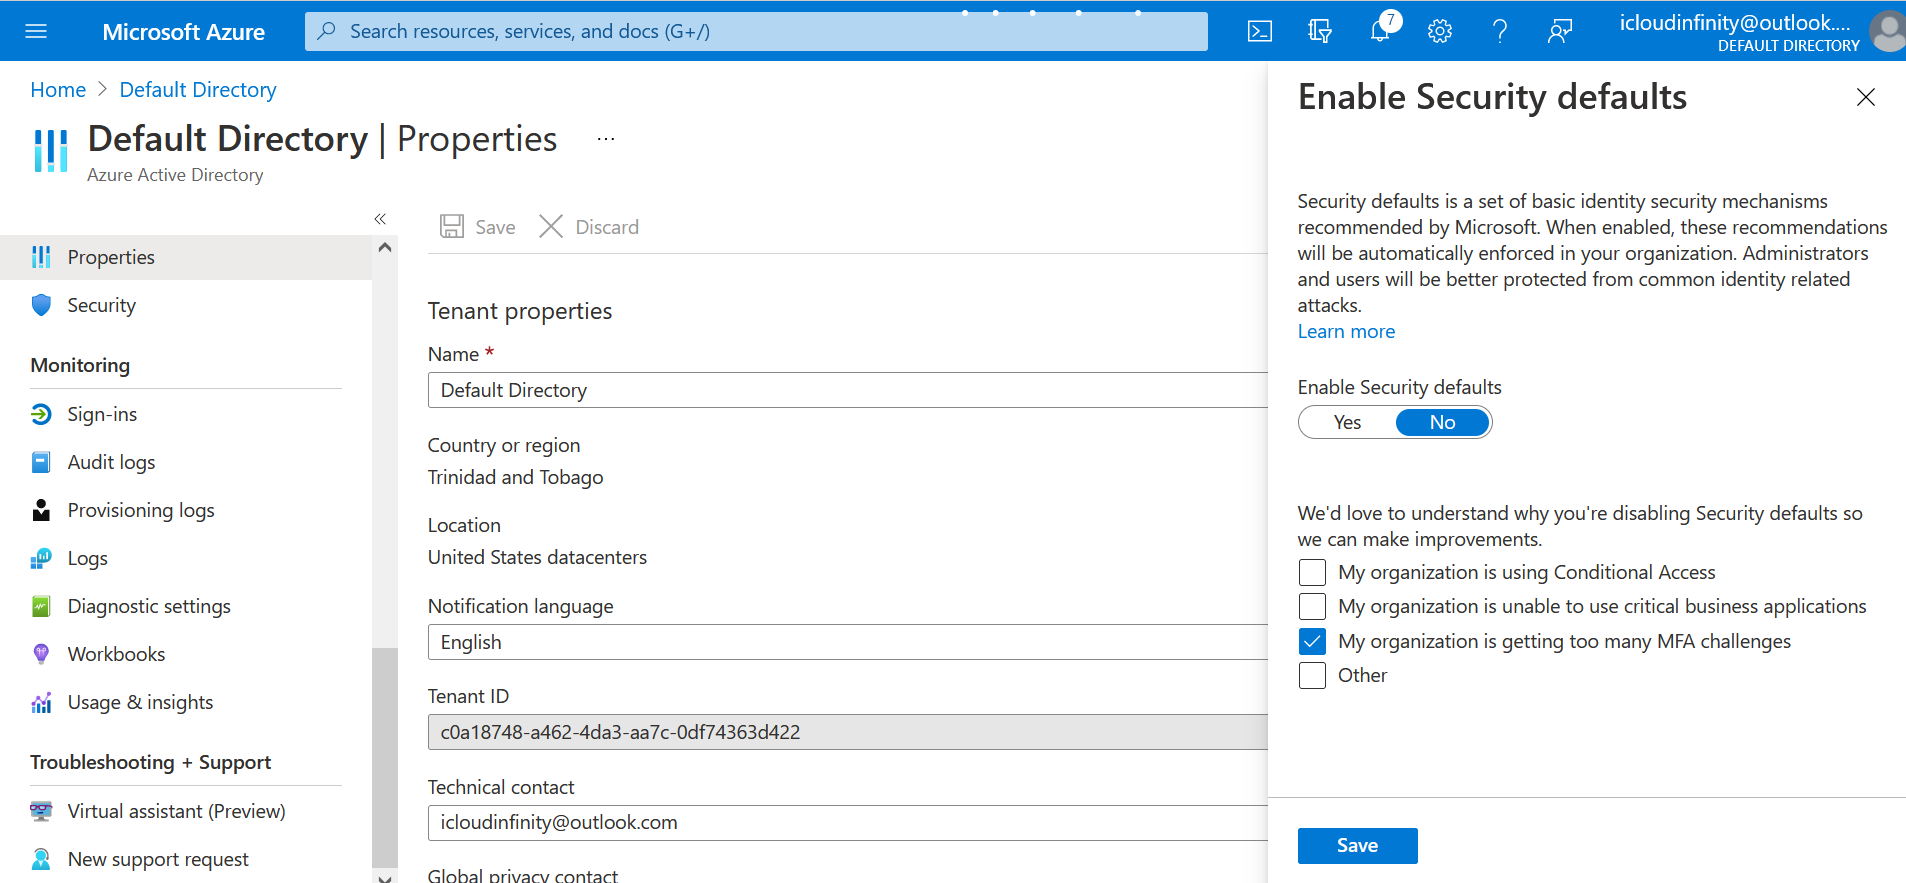 Microsoft Azure
Search resources, services, and docs (G+/)
7
icloudinfinity@outlook....
DEFAULT DIRECTORY
Home > Default Directory
Default Directory | Properties ...
Azure Active Directory
«
Properties
Security
Monitoring
Sign-ins
Audit logs
Provisioning logs
Logs
Diagnostic settings
Workbooks
Usage & insights
Troubleshooting + Support
Virtual assistant (Preview)
New support request
Save Discard
Tenant properties
Name *
Default Directory
Country or region
Trinidad and Tobago
Location
United States datacenters
Notification language
English
Tenant ID
c0a18748-a462-4da3-aa7c-0df74363d422
Technical contact
icloudinfinity@outlook.com
Global privacy contact
Enable Security defaults
Security defaults is a set of basic identity security mechanisms
recommended by Microsoft. When enabled, these recommendations
will be automatically enforced in your organization. Administrators
and users will be better protected from common identity related
attacks.
Learn more
Enable Security defaults
Yes No
We'd love to understand why you're disabling Security defaults so
we can make improvements.
My organization is using Conditional Access
My organization is unable to use critical business applications
My organization is getting too many MFA challenges
Other
Save